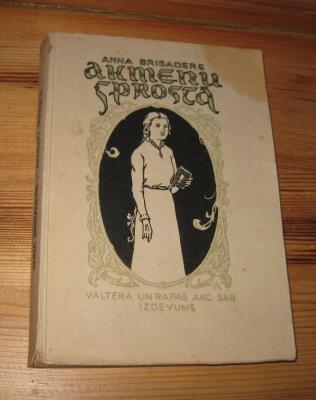 ANNA BRIGADERE
AKMEŅU
SPROSTĀ
VALTERA UN RAPAS AKC. SAB.
IZDEVUMS